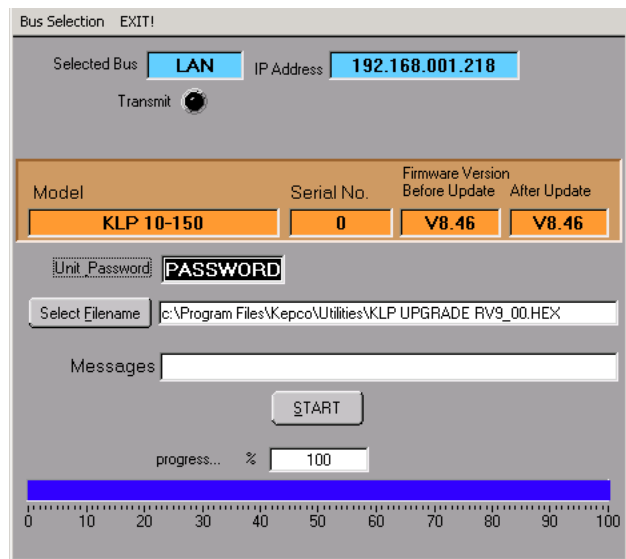 Bus Selection EXIT!
Selected Bus LAN IP Address 192.168.001.218
Transmit
Firmware Version
Model Serial No. Before Update After Update
KLP 10-150 0 V8.46 V8.46
Unit Password PASSWORD
Select Filename c:\Program Files\Kepco\Utilities\KLP UPGRADE RV9_00.HEX
Messages
START
progress... % 100
0 10 20 30 40 50 60 70 80 90 100